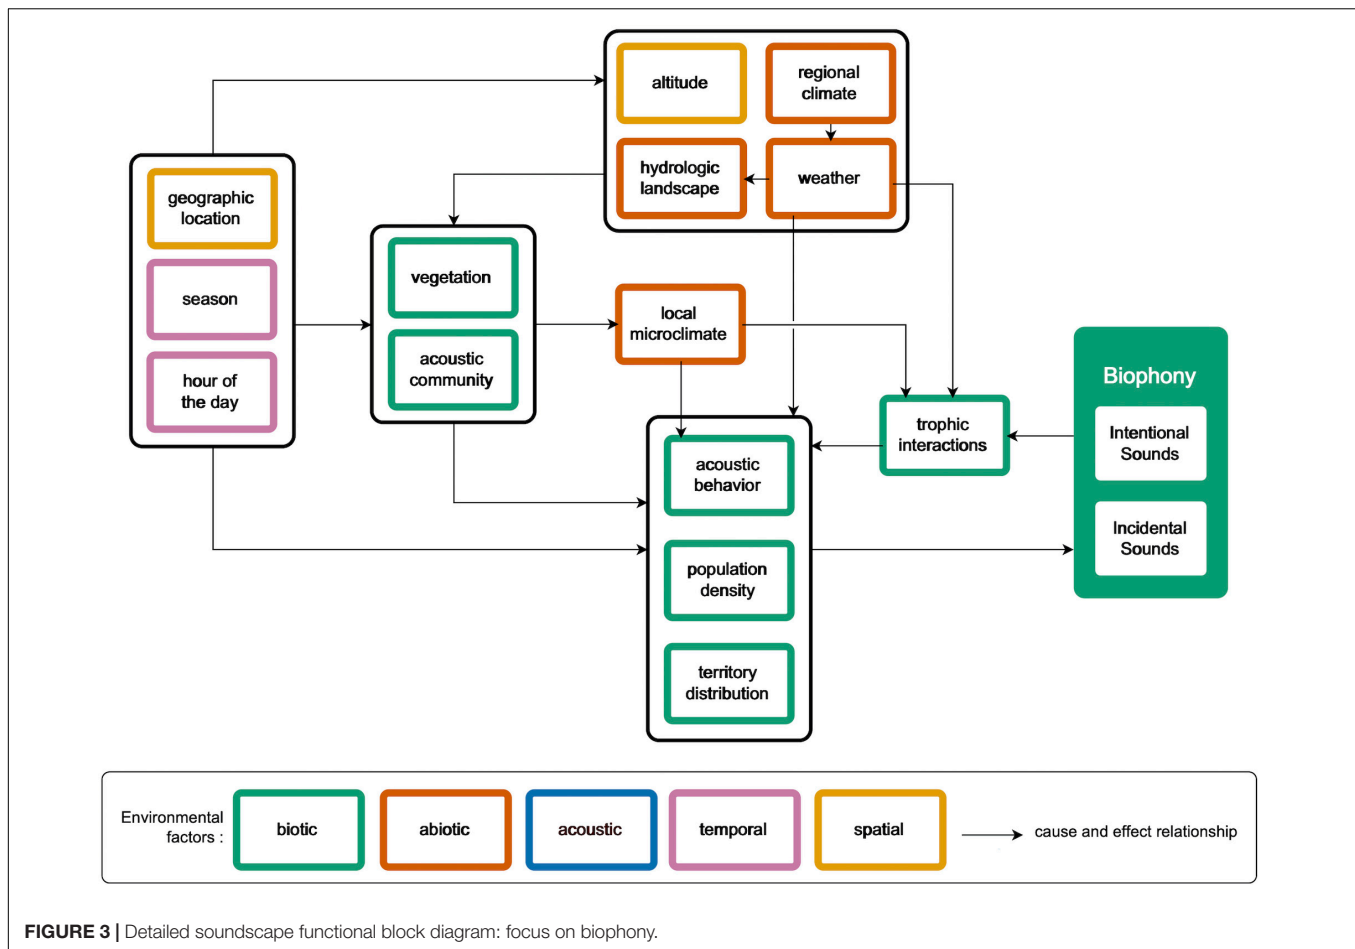 altitude
regional
climate
hydrologic
landscape
weather
geographic
location
season
hour of
the day
vegetation
acoustic
community
local
microclimate
trophic
interactions
Biophony
Intentional
Sounds
Incidental
Sounds
acoustic
behavior
population
density
territory
distribution
Environmental
factors :
biotic
abiotic
acoustic
temporal
spatial
cause and effect relationship
FIGURE 3 | Detailed soundscape functional block diagram: focus on biophony.